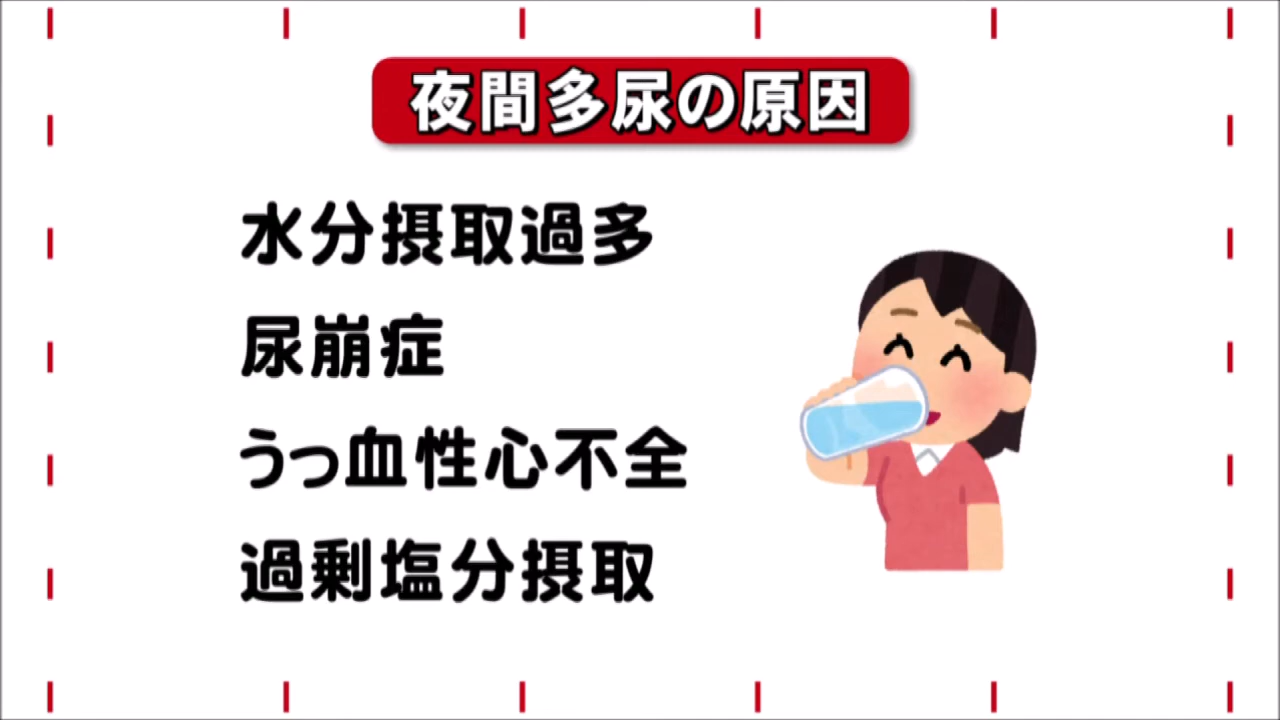 夜間多尿の原因
水分摂取過多
尿崩症
うっ血性心不全
過剰塩分摂取